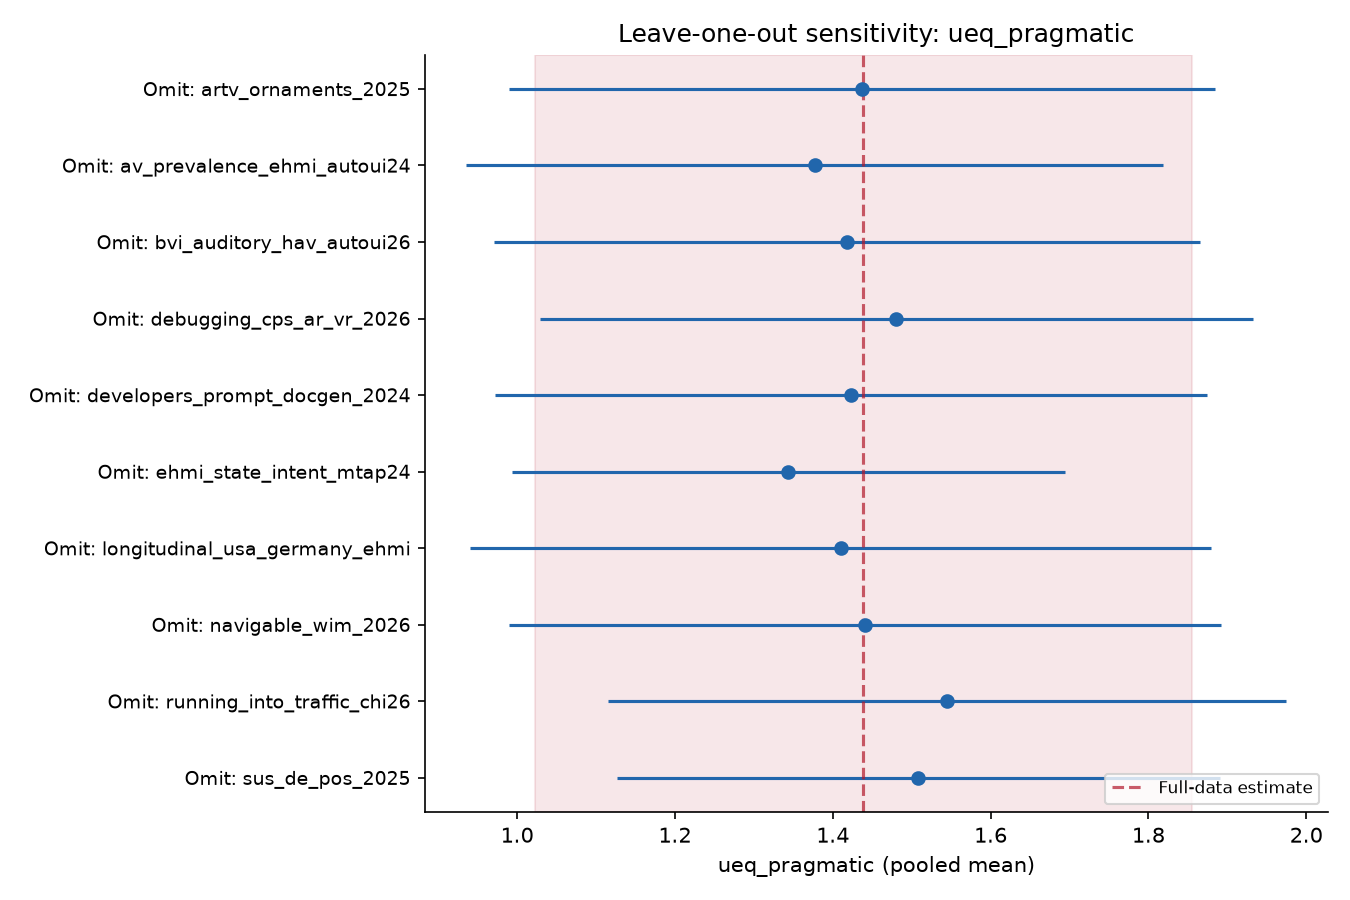 Leave-one-out sensitivity: ueq_pragmatic
Omit: artv_ornaments_2025
Omit: av_prevalence_ehmi_autoui24
Omit: bvi_auditory_hav_autoui26
Omit: debugging_cps_ar_vr_2026
Omit: developers_prompt_docgen_2024
Omit: ehmi_state_intent_mtap24
Omit: longitudinal_usa_germany_ehmi
Omit: navigable_wim_2026
Omit: running_into_traffic_chi26
Omit: sus_de_pos_2025
Full-data estimate
1.0 1.2 1.4 1.6 1.8 2.0
ueq_pragmatic (pooled mean)